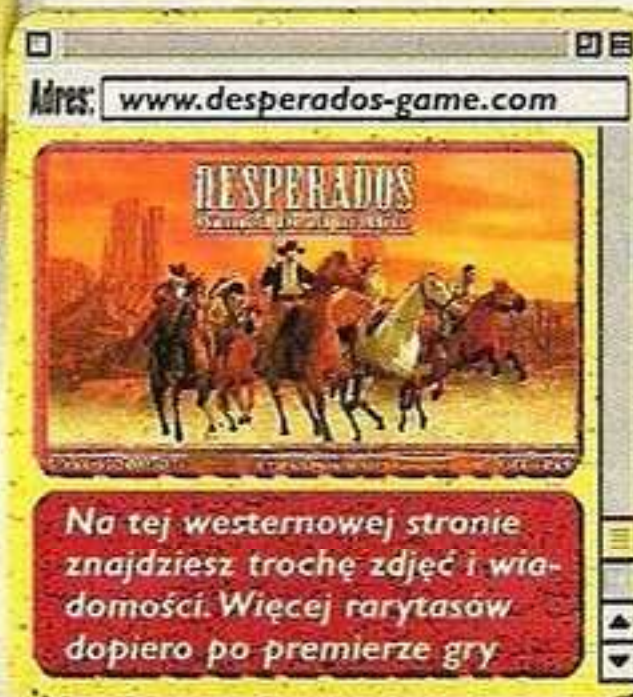 Adres: www.desperados-game.com
DESPERADOS
Na tej westernowej stronie
znajdziesz trochę zdjęć i wia-
domości. Więcej rarytasów
dopiero po premierze gry